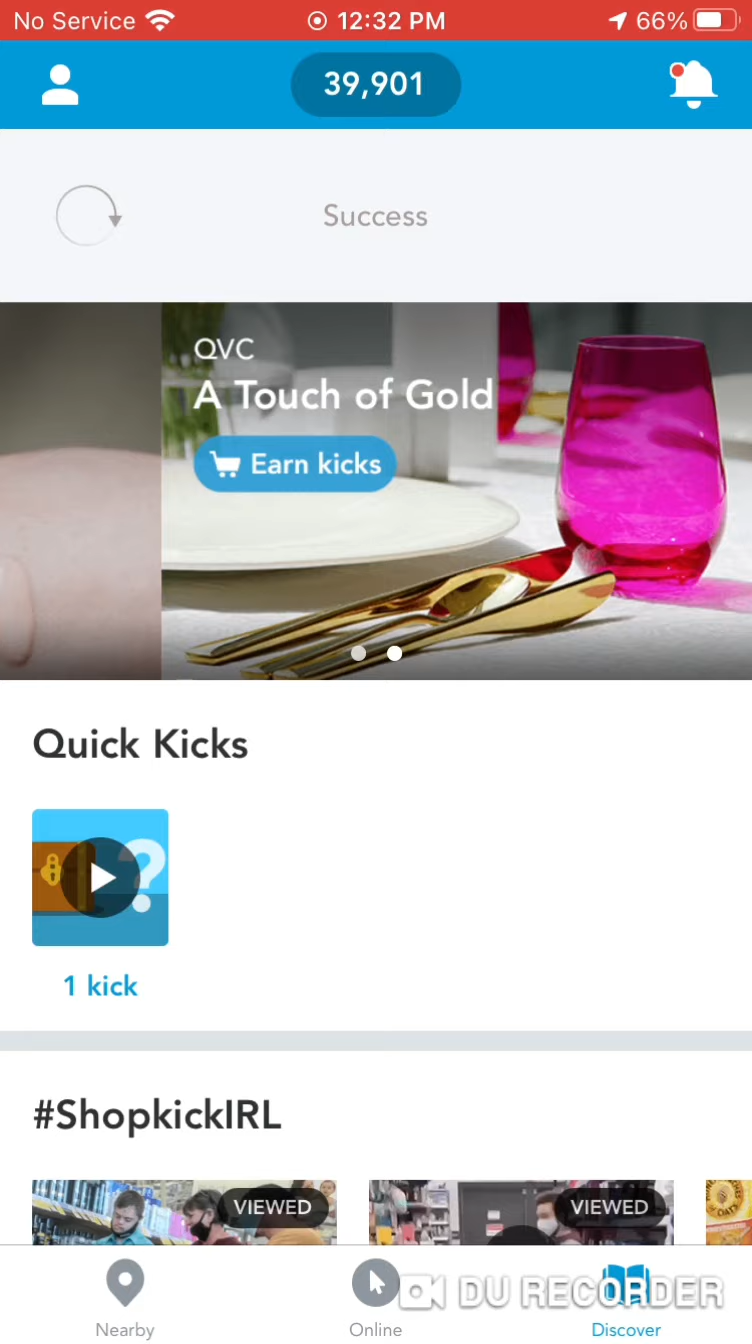 No Service 12:32 PM 66%
39,901
Success
QVC
A Touch of Gold
Earn kicks
Quick Kicks
?
1 kick
#ShopkickIRL
VIEWED VIEWED
OATS
DU RECORDER
Nearby Online Discover